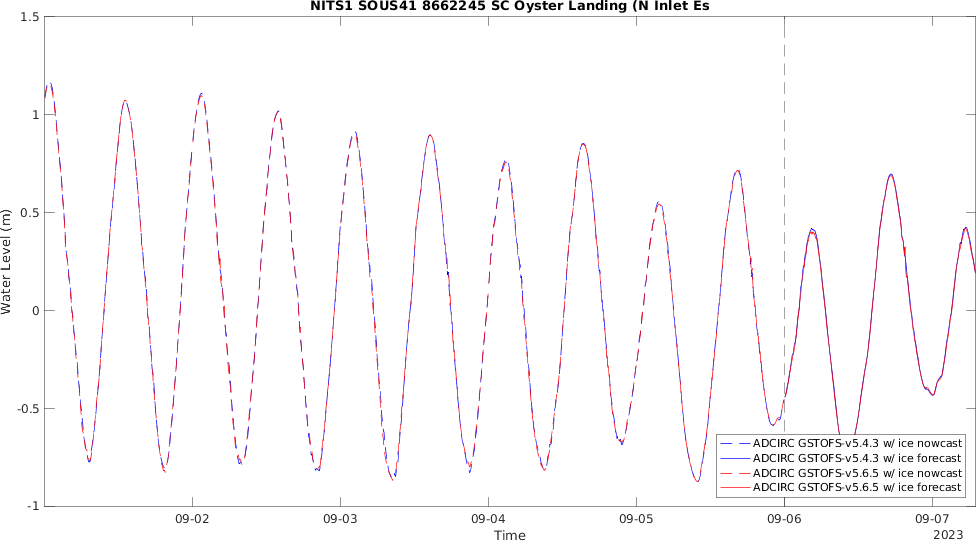 NITS1 SOUS41 8662245 SC Oyster Landing (N Inlet Es
1.5
1
0.5
0
-0.5
-1
Water Level (m)
09-02
09-03
09-04
09-05
09-06
09-07
Time
2023
ADCIRC GSTOFS-v5.4.3 w/ ice nowcast
ADCIRC GSTOFS-v5.4.3 w/ ice forecast
ADCIRC GSTOFS-v5.6.5 w/ ice nowcast
ADCIRC GSTOFS-v5.6.5 w/ ice forecast